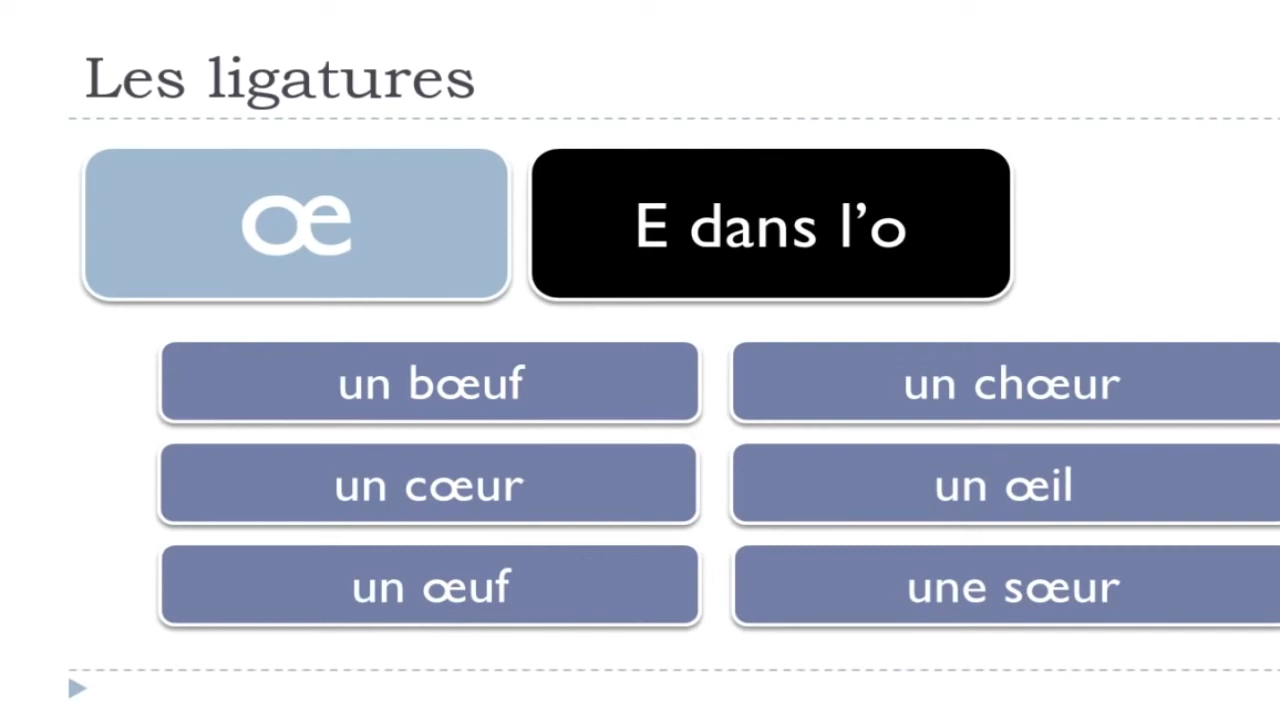 Les ligatures
œ
E dans l’o
un bœuf
un chœur
un cœur
un œil
un œuf
une sœur